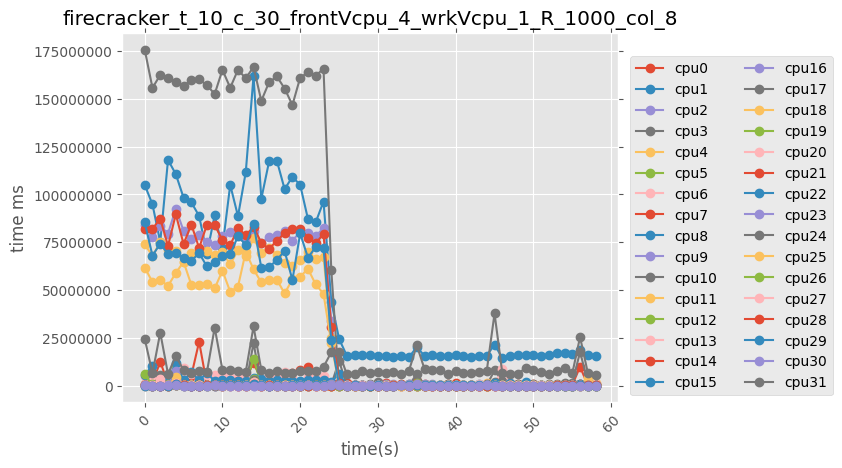 firecracker_t_10_c_30_frontVcpu_4_wrkVcpu_1_R_1000_col_8
time ms
175000000
150000000
125000000
100000000
75000000
50000000
25000000
0
0
10
20
30
40
50
60
time(s)
cpu0
cpu1
cpu2
cpu3
cpu4
cpu5
cpu6
cpu7
cpu8
cpu9
cpu10
cpu11
cpu12
cpu13
cpu14
cpu15
cpu16
cpu17
cpu18
cpu19
cpu20
cpu21
cpu22
cpu23
cpu24
cpu25
cpu26
cpu27
cpu28
cpu29
cpu30
cpu31